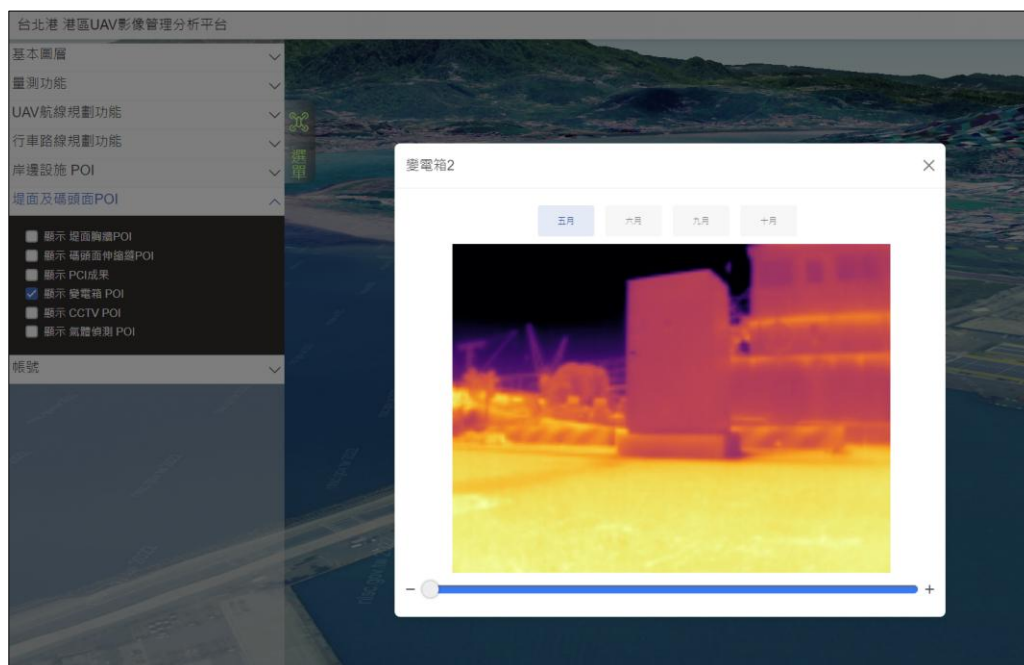 台北港 港區UAV影像管理分析平台
基本圖層
量測功能
UAV航線規劃功能
行車路線規劃功能
岸邊設施 POI
堤面及碼頭面POI
顯示 堤面胸牆POI
顯示 碼頭面伸縮縫POI
顯示 PCI成果
顯示 變電箱 POI
顯示 CCTV POI
顯示 氣體偵測 POI
帳號
選單
變電箱2
五月
六月
九月
十月